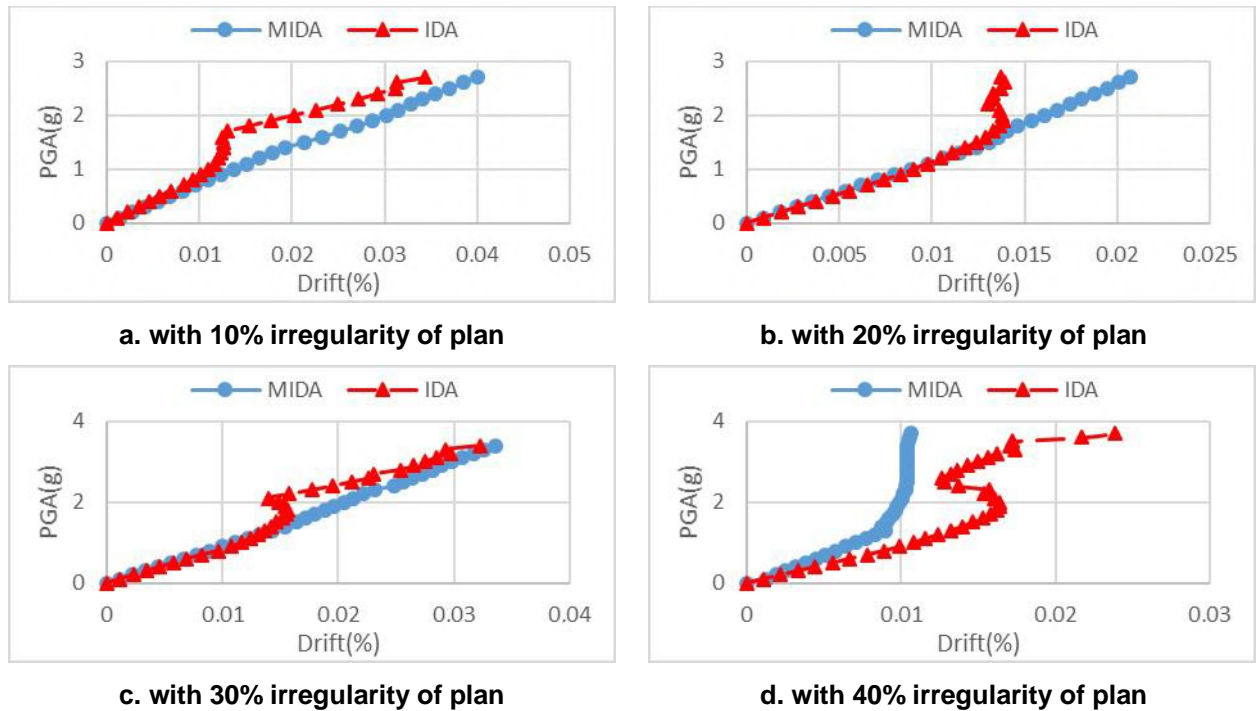 MIDA IDA
3
2
1
0
PGA(g)
0 0.01 0.02 0.03 0.04 0.05
Drift(%)
a. with 10% irregularity of plan
MIDA IDA
3
2
1
0
PGA(g)
0 0.005 0.01 0.015 0.02 0.025
Drift(%)
b. with 20% irregularity of plan
MIDA IDA
4
2
0
PGA(g)
0 0.01 0.02 0.03 0.04
Drift(%)
c. with 30% irregularity of plan
MIDA IDA
4
2
0
PGA(g)
0 0.01 0.02 0.03
Drift(%)
d. with 40% irregularity of plan